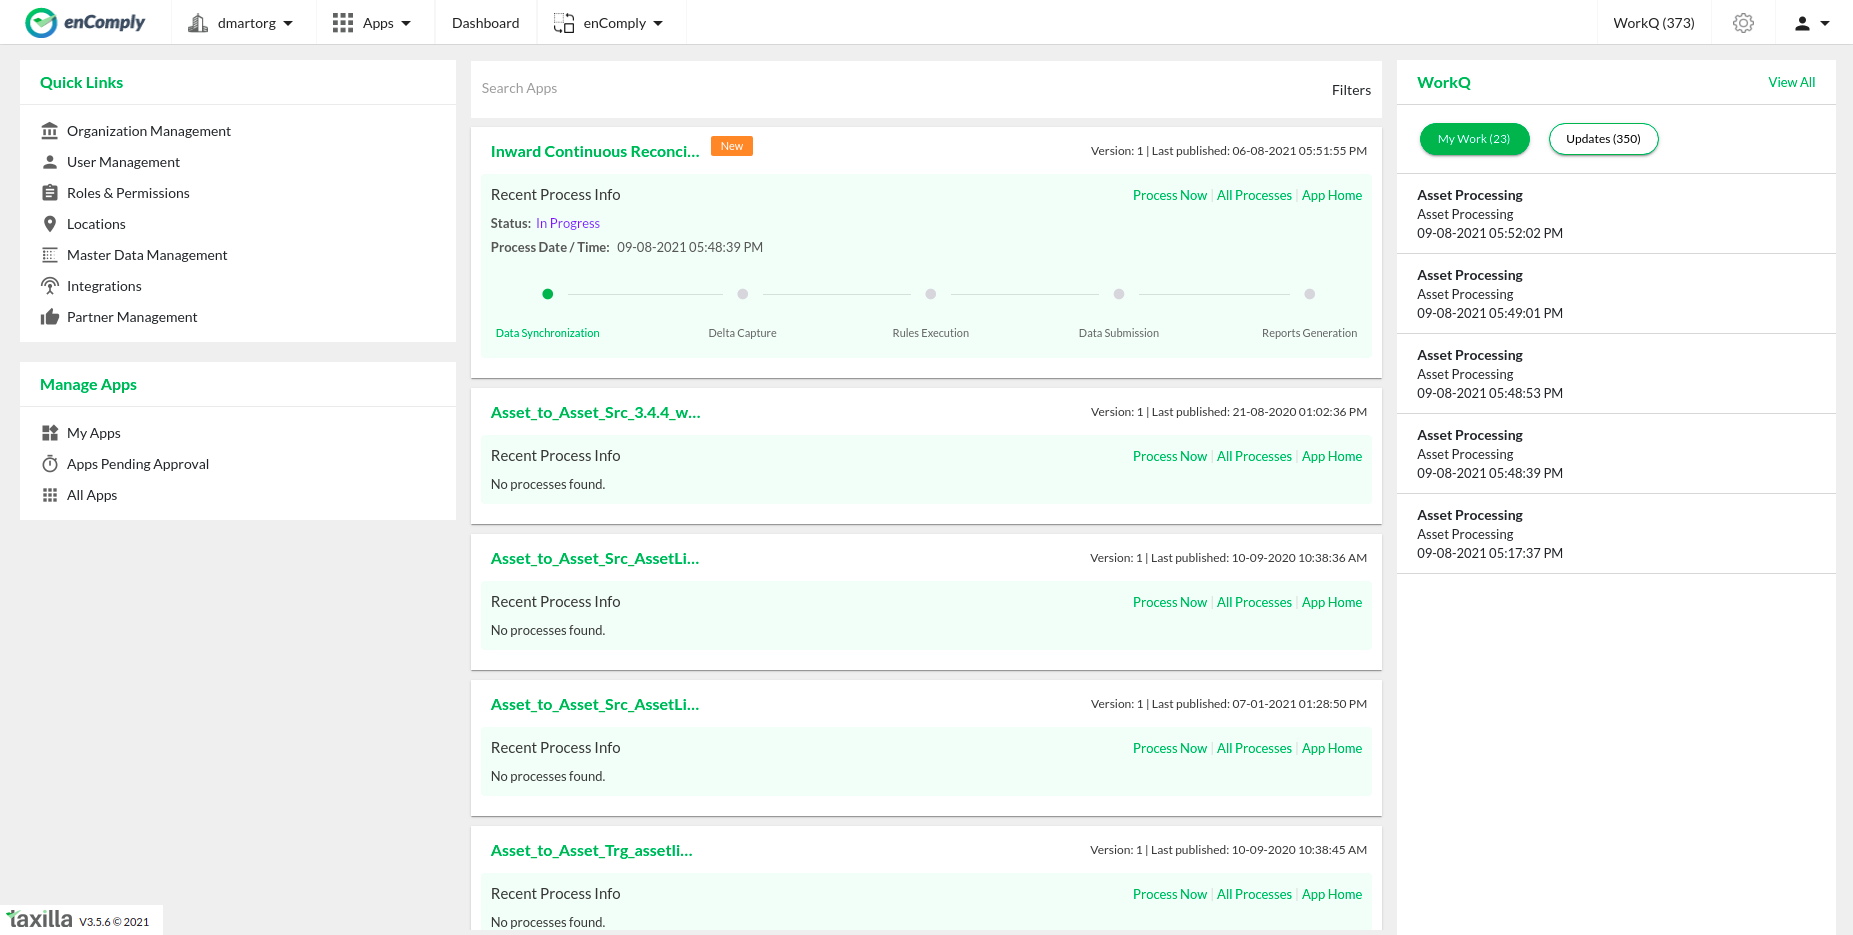 enComply
dmartorg
Apps
Dashboard
enComply
WorkQ (373)
Quick Links
Organization Management
User Management
Roles & Permissions
Locations
Master Data Management
Integrations
Partner Management
Manage Apps
My Apps
Apps Pending Approval
All Apps
Search Apps
Filters
Inward Continuous Reconci...
New
Version: 1 | Last published: 06-08-2021 05:51:55 PM
Recent Process Info
Process Now | All Processes | App Home
Status: In Progress
Process Date / Time: 09-08-2021 05:48:39 PM
Data Synchronization
Delta Capture
Rules Execution
Data Submission
Reports Generation
Asset_to_Asset_Src_3.4.4_w...
Version: 1 | Last published: 21-08-2020 01:02:36 PM
Recent Process Info
Process Now | All Processes | App Home
No processes found.
Asset_to_Asset_Src_AssetLi...
Version: 1 | Last published: 10-09-2020 10:38:36 AM
Recent Process Info
Process Now | All Processes | App Home
No processes found.
Asset_to_Asset_Src_AssetLi...
Version: 1 | Last published: 07-01-2021 01:28:50 PM
Recent Process Info
Process Now | All Processes | App Home
No processes found.
Asset_to_Asset_Trg_assetli...
Version: 1 | Last published: 10-09-2020 10:38:45 AM
Recent Process Info
Process Now | All Processes | App Home
No processes found.
WorkQ
View All
My Work (23)
Updates (350)
Asset Processing
Asset Processing
09-08-2021 05:52:02 PM
Asset Processing
Asset Processing
09-08-2021 05:49:01 PM
Asset Processing
Asset Processing
09-08-2021 05:48:53 PM
Asset Processing
Asset Processing
09-08-2021 05:48:39 PM
Asset Processing
Asset Processing
09-08-2021 05:17:37 PM
taxilla V3.5.6 © 2021